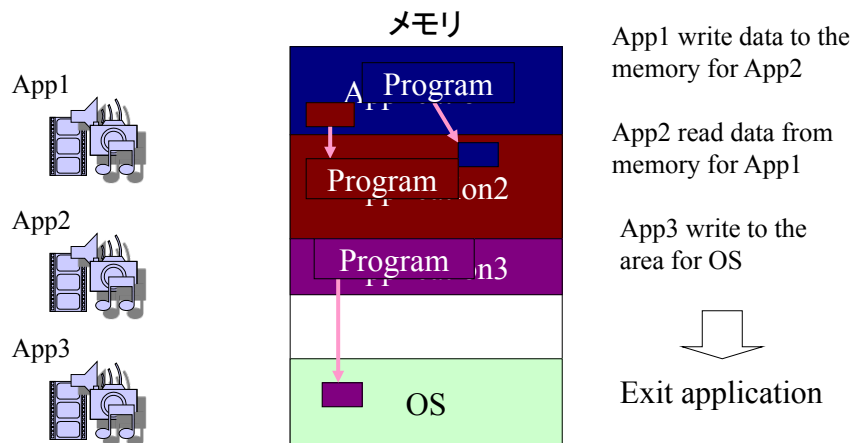 メモリ
App1
App2
App3
Program
Program
Program
OS
App1 write data to the
memory for App2
App2 read data from
memory for App1
App3 write to the
area for OS
Exit application